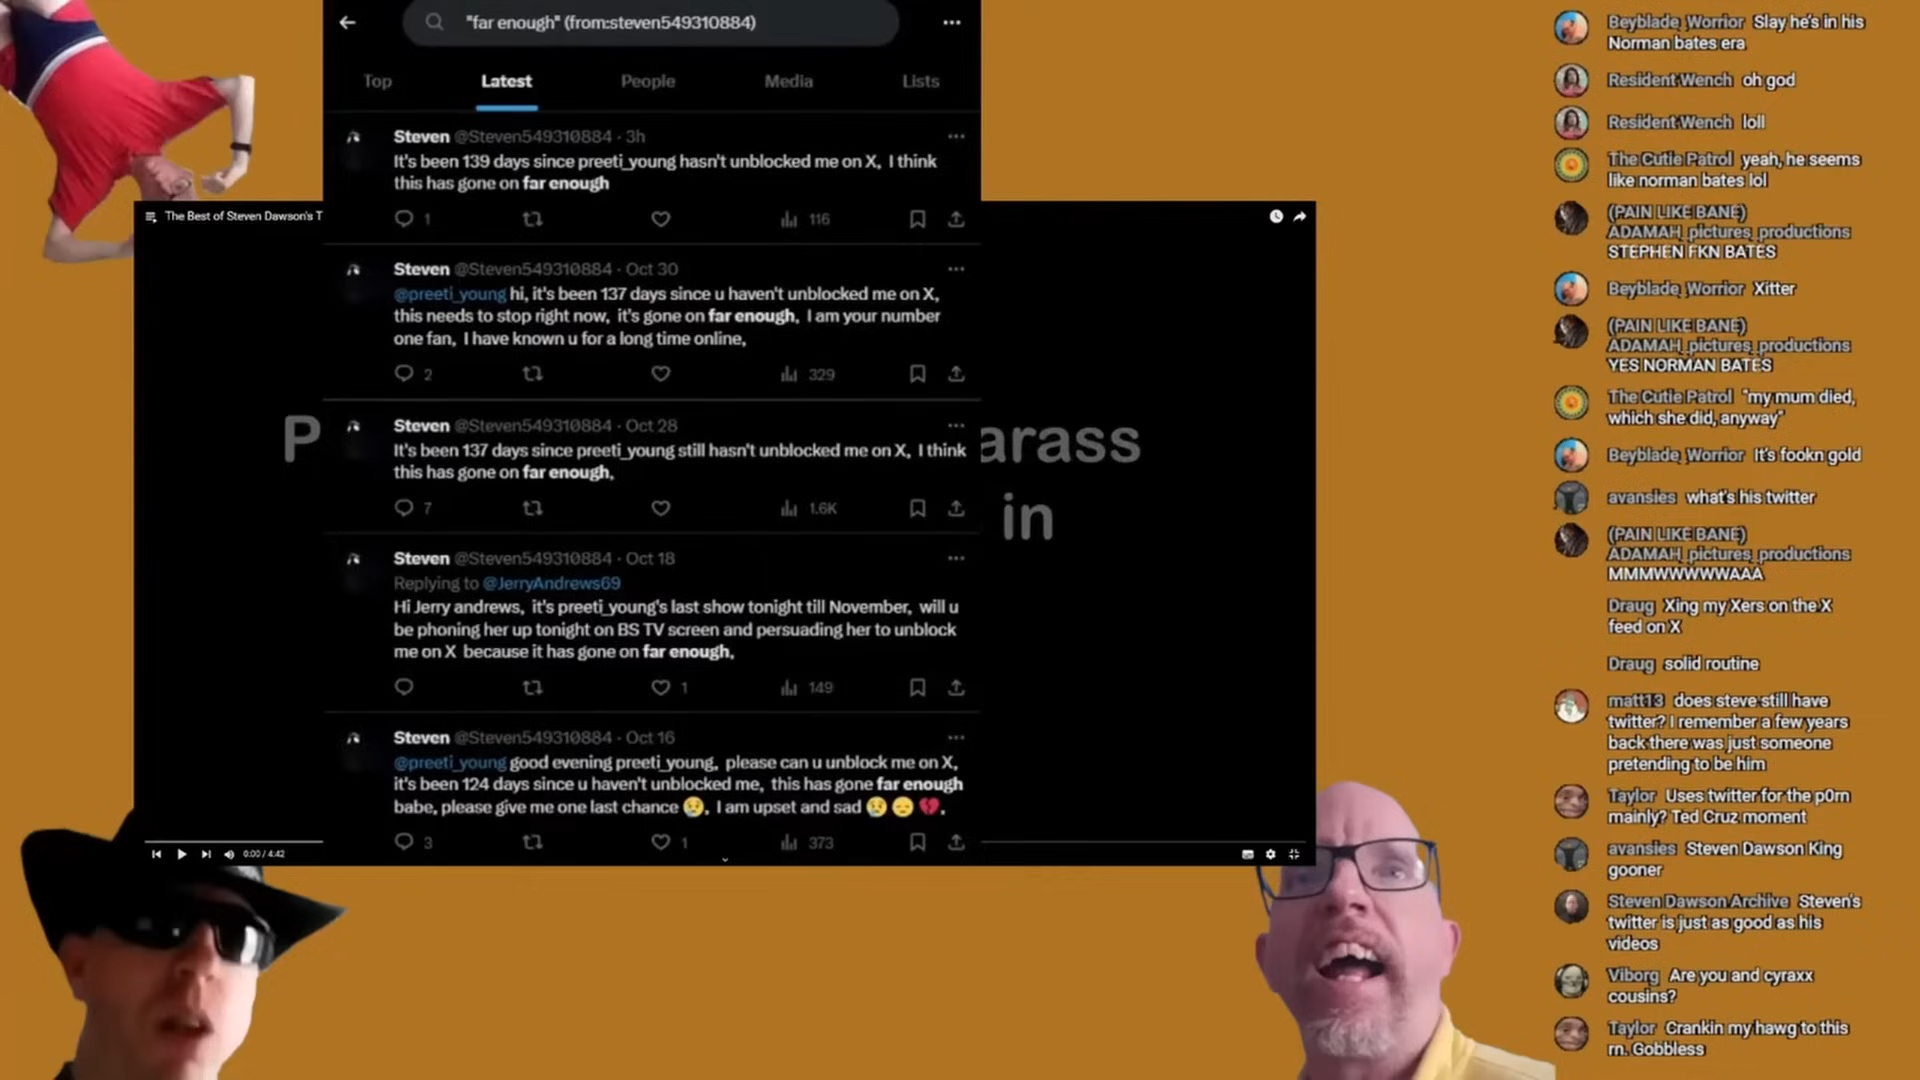 "far enough" (from:steven549310884)
Top
Latest
People
Media
Lists
Steven @Steven549310884 · 3h
It's been 139 days since preeti_young hasn't unblocked me on X, I think
this has gone on far enough
1
116
Steven @Steven549310884 · Oct 30
@preeti_young hi, it's been 137 days since u haven't unblocked me on X,
this needs to stop right now, it's gone on far enough, I am your number
one fan, I have known u for a long time online,
2
329
Steven @Steven549310884 · Oct 28
It's been 137 days since preeti_young still hasn't unblocked me on X, I think
this has gone on far enough,
7
1.6K
Steven @Steven549310884 · Oct 18
Replying to @JerryAndrews69
Hi Jerry andrews, it's preeti_young's last show tonight till November, will u
be phoning her up tonight on BS TV screen and persuading her to unblock
me on X because it has gone on far enough,
1
149
Steven @Steven549310884 · Oct 16
@preeti_young good evening preeti_young, please can u unblock me on X,
it's been 124 days since u haven't unblocked me, this has gone far enough
babe, please give me one last chance 😢, I am upset and sad 😢 😞 💔,
3
1
373
The Best of Steven Dawson's T
P
arass
in
0:00 / 4:42
Beyblade_Worrior Slay he's in his
Norman bates era
Resident Wench oh god
Resident Wench loll
The Cutie Patrol yeah, he seems
like norman bates lol
(PAIN LIKE BANE)
ADAMAH_pictures_productions
STEPHEN FKN BATES
Beyblade_Worrior Xitter
(PAIN LIKE BANE)
ADAMAH_pictures_productions
YES NORMAN BATES
The Cutie Patrol "my mum died,
which she did, anyway"
Beyblade_Worrior It's fookn gold
avansies what's his twitter
(PAIN LIKE BANE)
ADAMAH_pictures_productions
MMMWWWWWAAA
Draug Xing my Xers on the X
feed on X
Draug solid routine
matt13 does steve still have
twitter? I remember a few years
back there was just someone
pretending to be him
Taylor Uses twitter for the p0rn
mainly? Ted Cruz moment
avansies Steven Dawson King
gooner
Steven Dawson Archive Steven's
twitter is just as good as his
videos
Viborg Are you and cyraxx
cousins?
Taylor Crankin my hawg to this
rn. Gobbless